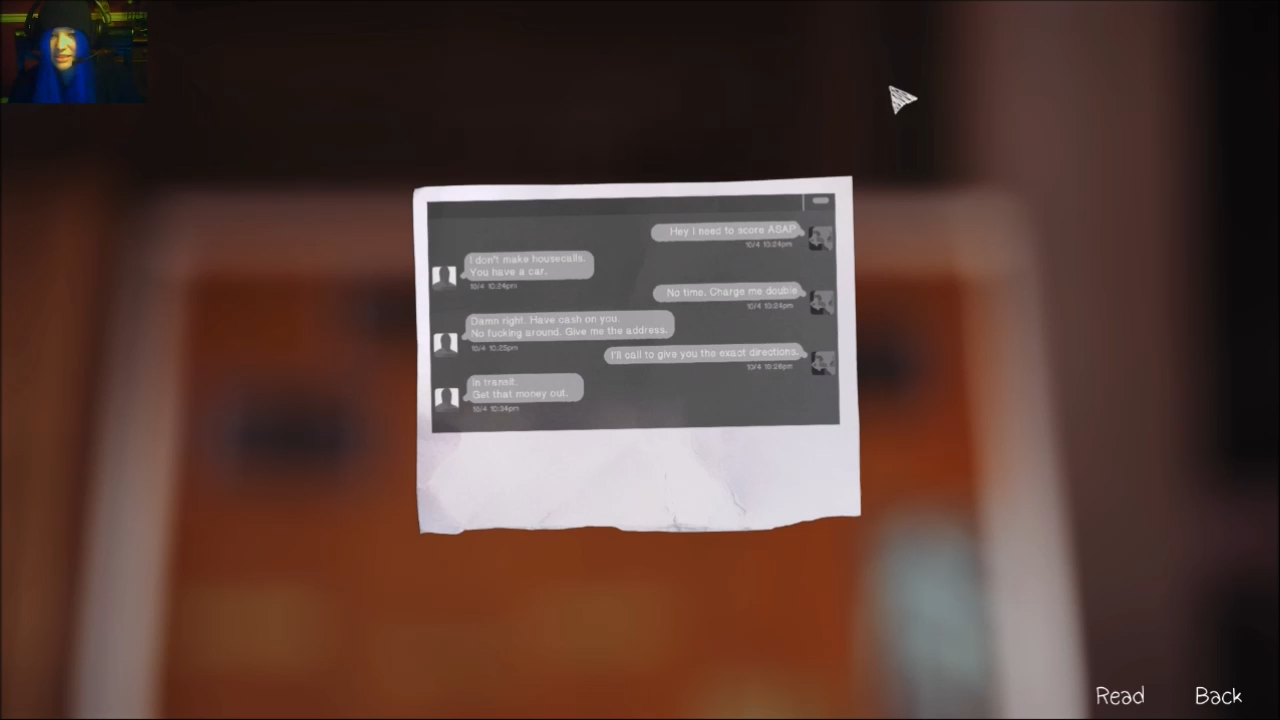 Hey I need to score ASAP
10/4 10:24pm
I don't make housecalls.
You have a car.
10/4 10:24pm
No time. Charge me double
10/4 10:24pm
Damn right. Have cash on you.
No fucking around. Give me the address.
10/4 10:25pm
I'll call to give you the exact directions.
10/4 10:26pm
In transit.
Get that money out.
10/4 10:34pm
Read
Back